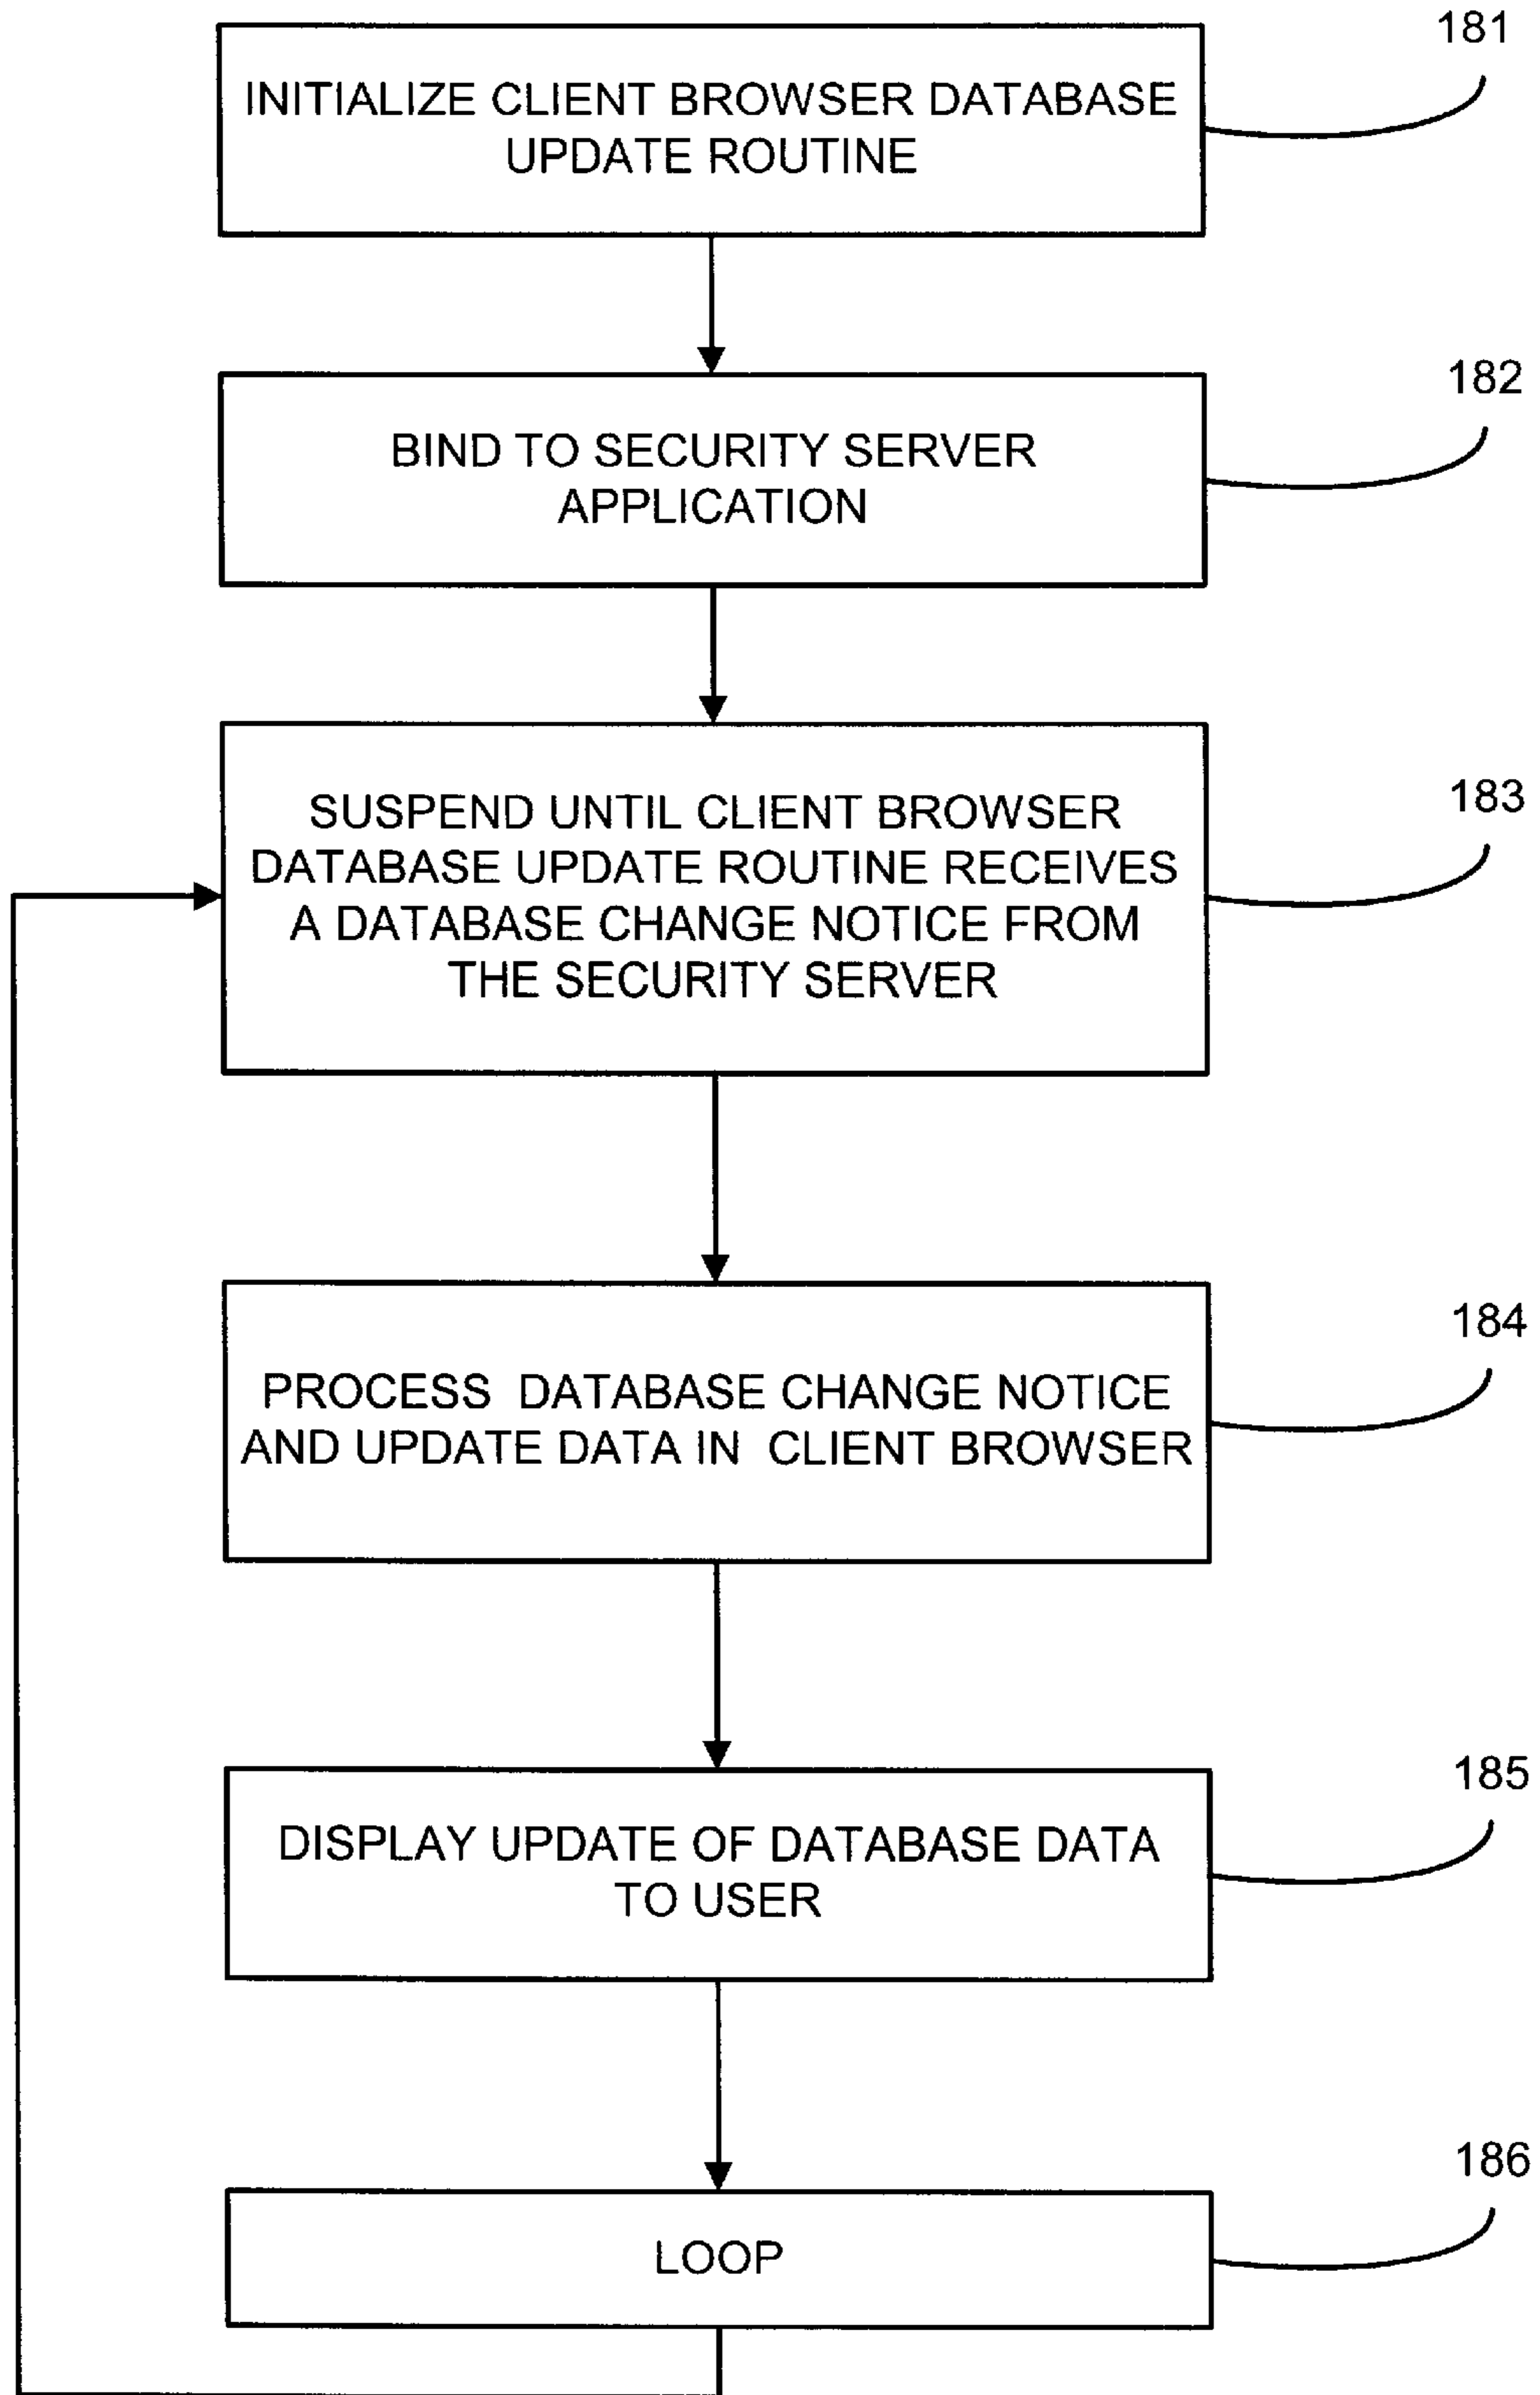 181
INITIALIZE CLIENT BROWSER DATABASE
UPDATE ROUTINE
182
BIND TO SECURITY SERVER
APPLICATION
183
SUSPEND UNTIL CLIENT BROWSER
DATABASE UPDATE ROUTINE RECEIVES
A DATABASE CHANGE NOTICE FROM
THE SECURITY SERVER
184
PROCESS DATABASE CHANGE NOTICE
AND UPDATE DATA IN CLIENT BROWSER
185
DISPLAY UPDATE OF DATABASE DATA
TO USER
186
LOOP